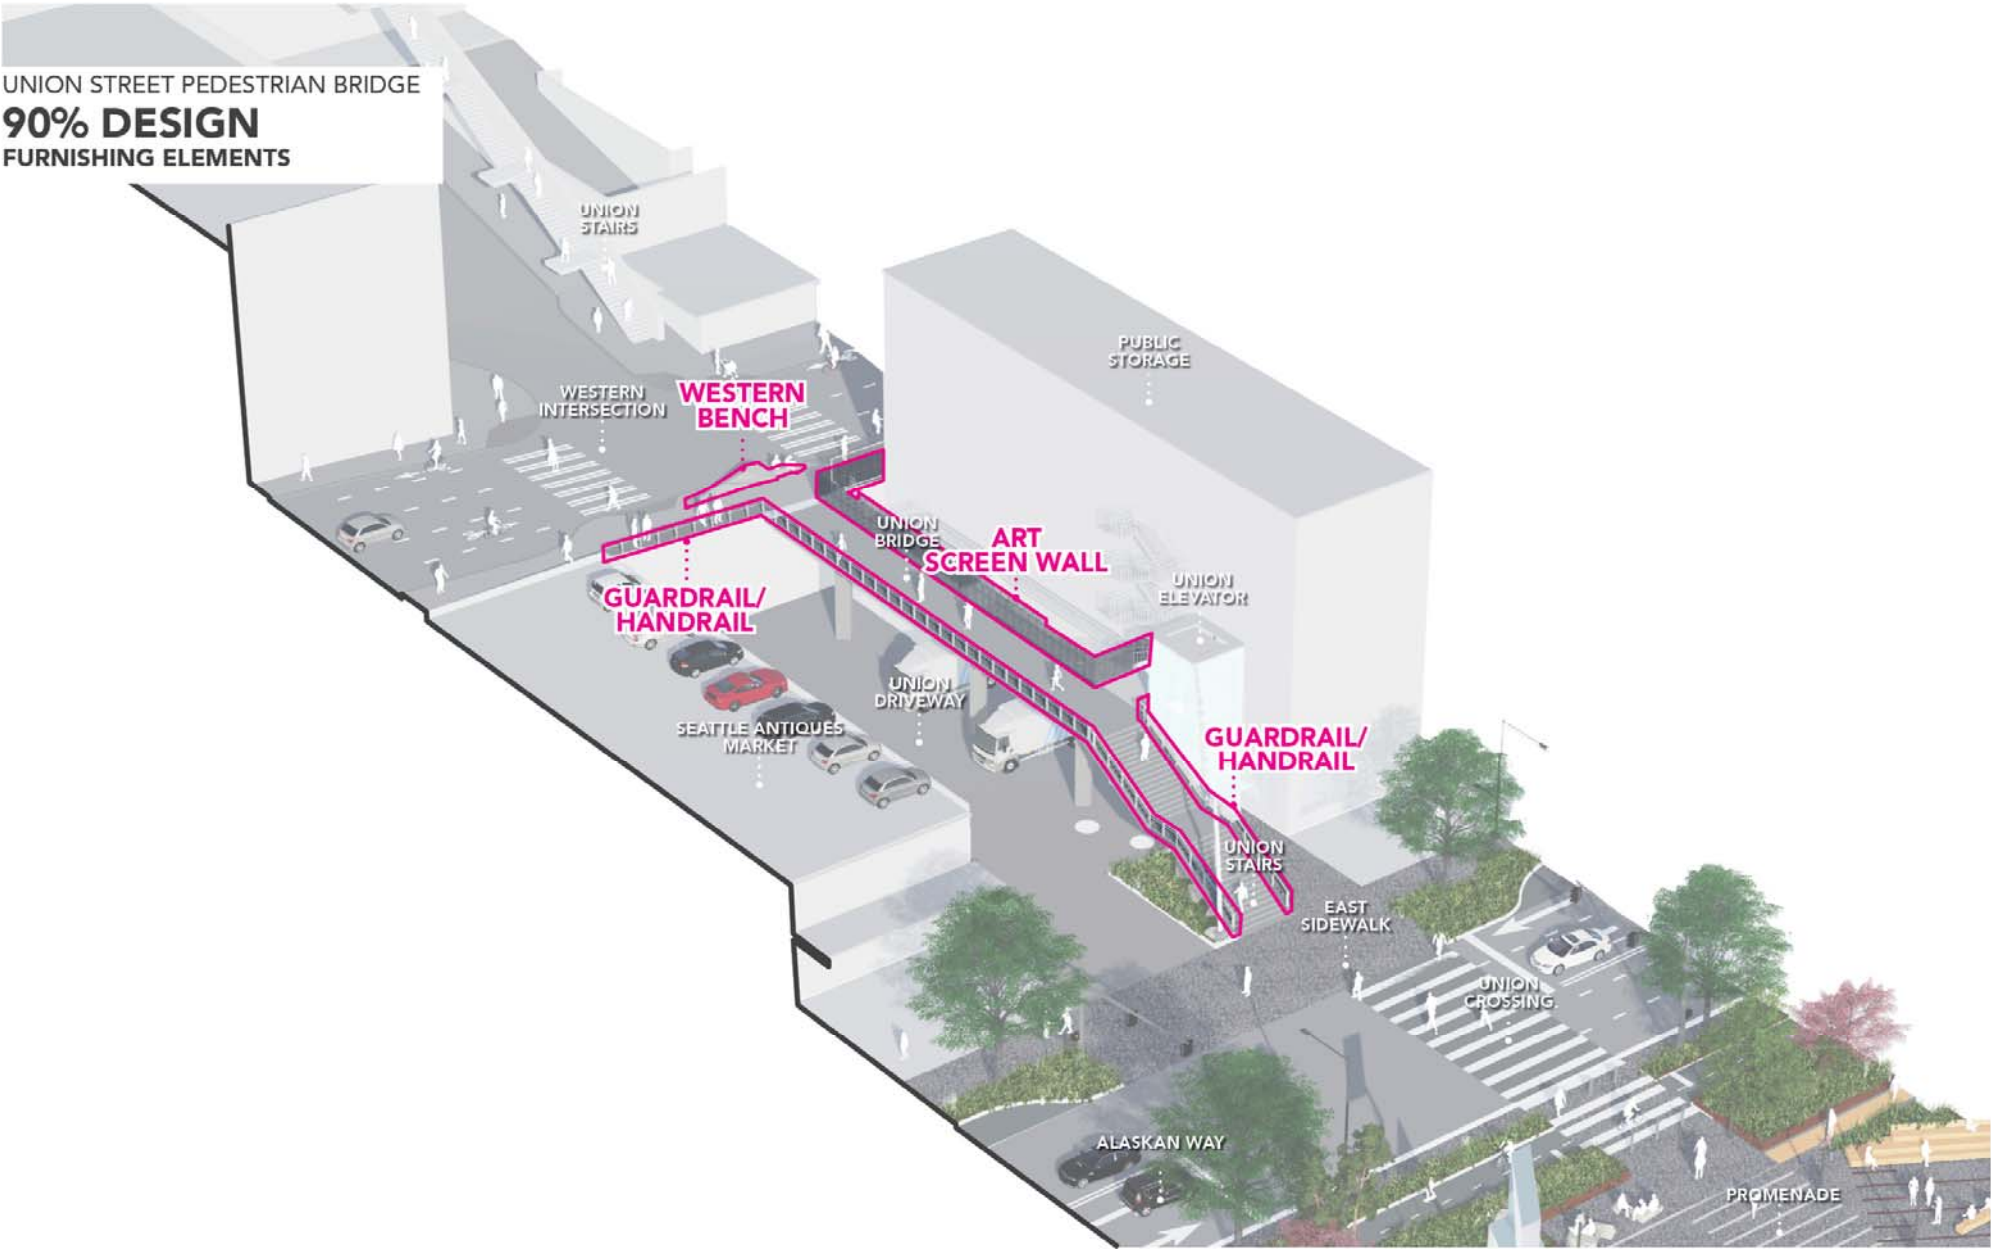 UNION STREET PEDESTRIAN BRIDGE
90% DESIGN
FURNISHING ELEMENTS
UNION
STAIRS
PUBLIC
STORAGE
WESTERN
INTERSECTION
WESTERN
BENCH
UNION
BRIDGE
ART
SCREEN WALL
UNION
ELEVATOR
GUARDRAIL/
HANDRAIL
UNION
DRIVEWAY
SEATTLE ANTIQUES
MARKET
GUARDRAIL/
HANDRAIL
UNION
STAIRS
EAST
SIDEWALK
UNION
CROSSING
ALASKAN WAY
PROMENADE